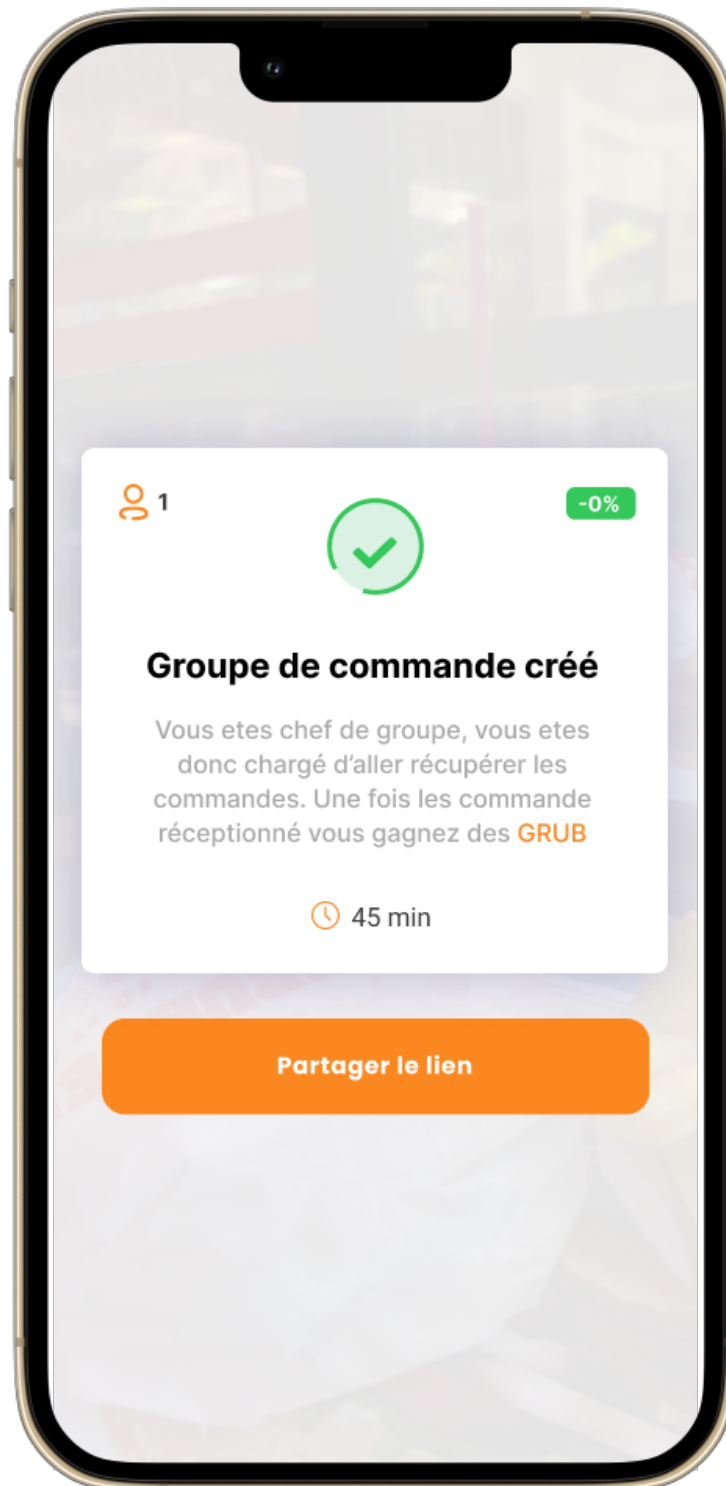 1
-0%
Groupe de commande créé
Vous etes chef de groupe, vous etes
donc chargé d’aller récupérer les
commandes. Une fois les commande
réceptionné vous gagnez des GRUB
45 min
Partager le lien